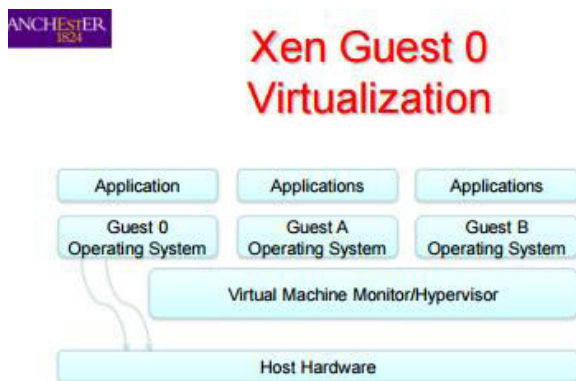 ANCHESTER
1824
Xen Guest 0
Virtualization
Application
Applications
Applications
Guest 0
Operating System
Guest A
Operating System
Guest B
Operating System
Virtual Machine Monitor/Hypervisor
Host Hardware